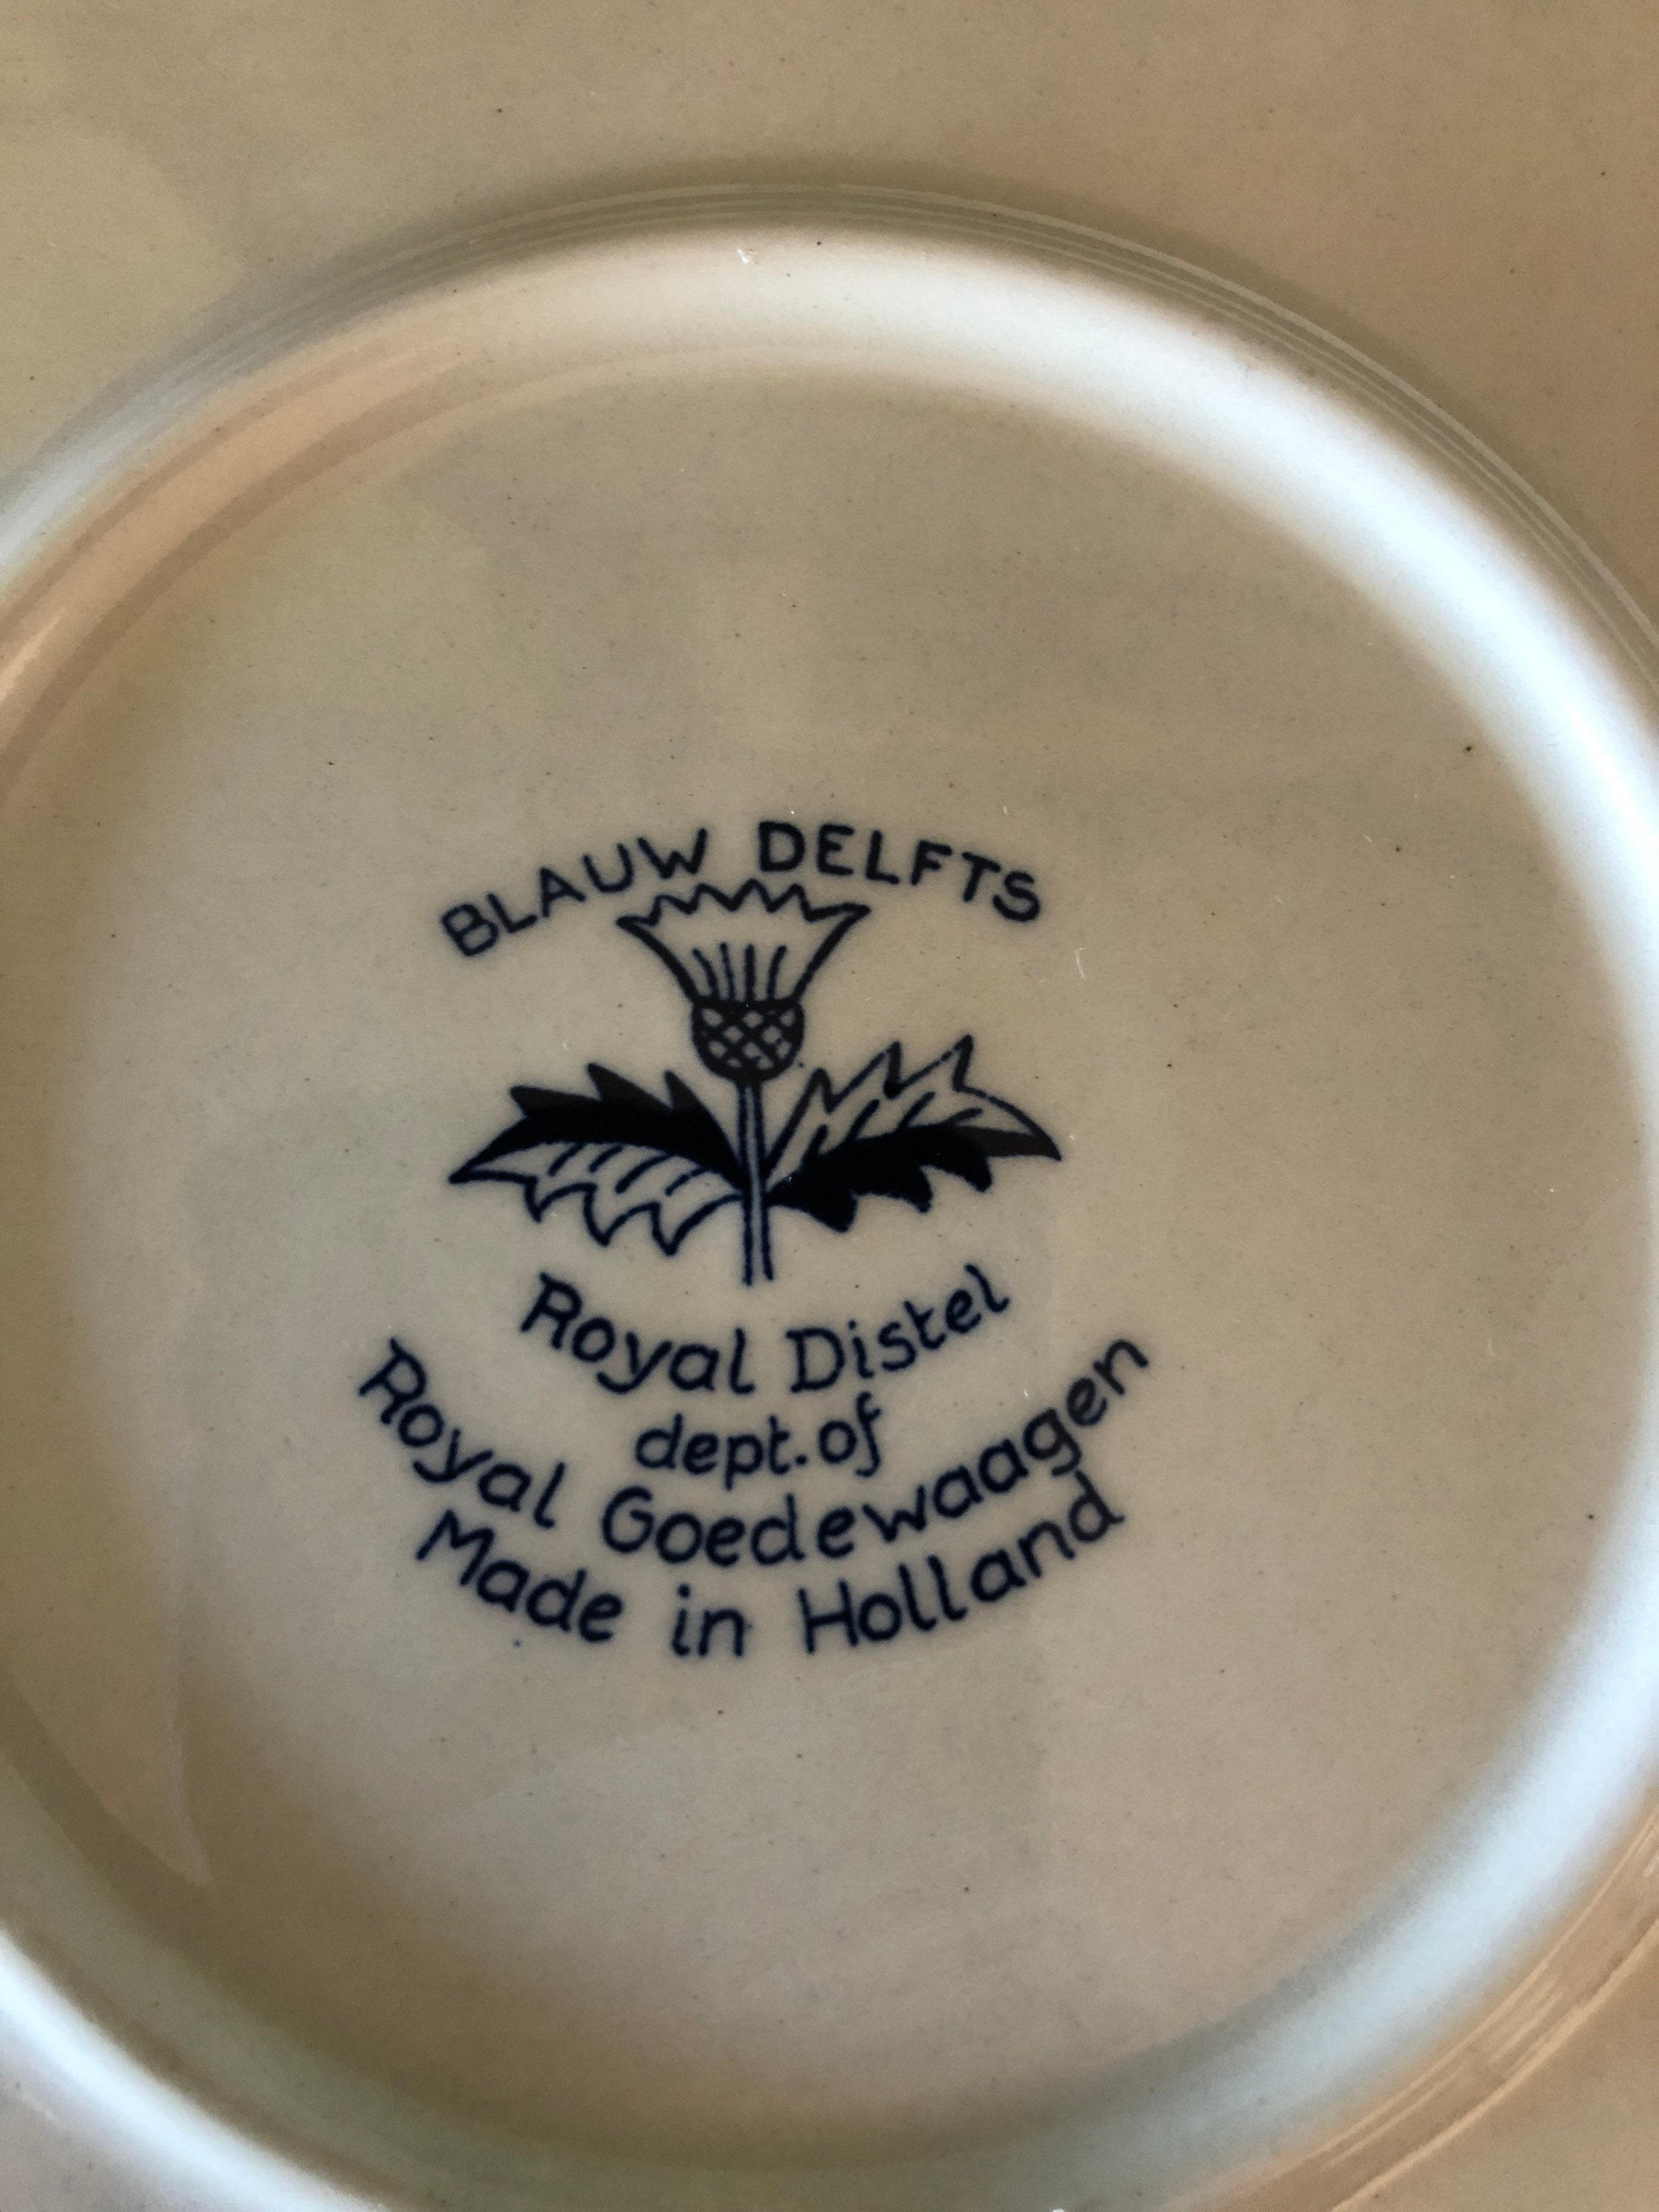 BLAUW DELFTS
Royal Distel
dept. of
Royal Goedewaagen
Made in Holland